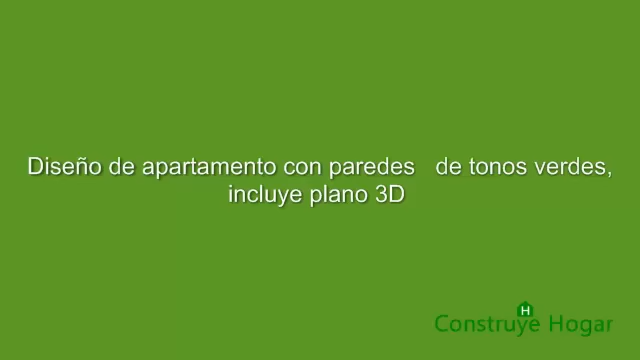 Diseño de apartamento con paredes de tonos verdes,
incluye plano 3D
H
Construye Hogar